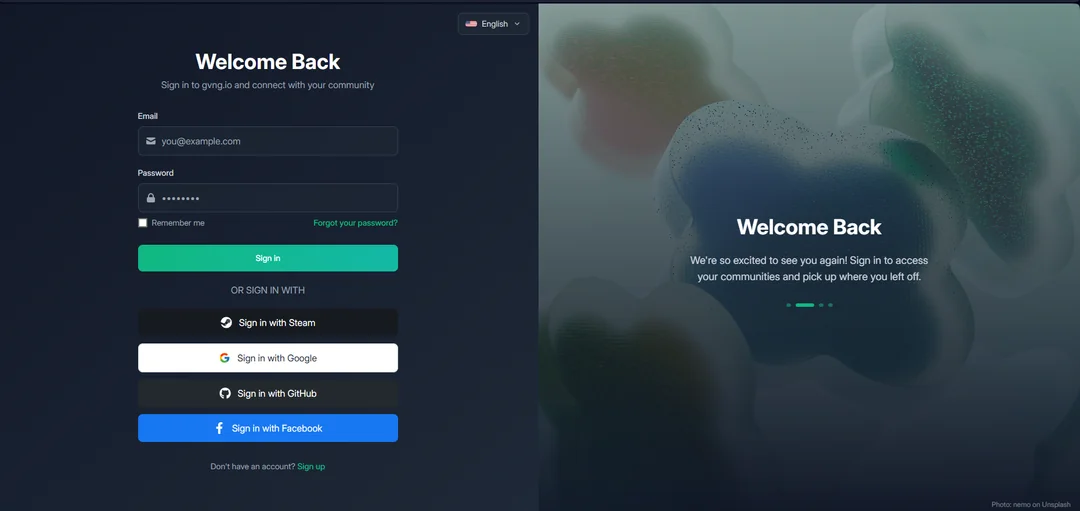 English
Welcome Back
Sign in to gvng.io and connect with your community
Email
you@example.com
Password
Remember me
Forgot your password?
Sign in
OR SIGN IN WITH
Sign in with Steam
Sign in with Google
Sign in with GitHub
Sign in with Facebook
Don't have an account? Sign up
Welcome Back
We're so excited to see you again! Sign in to access
your communities and pick up where you left off.
Photo: nemo on Unsplash